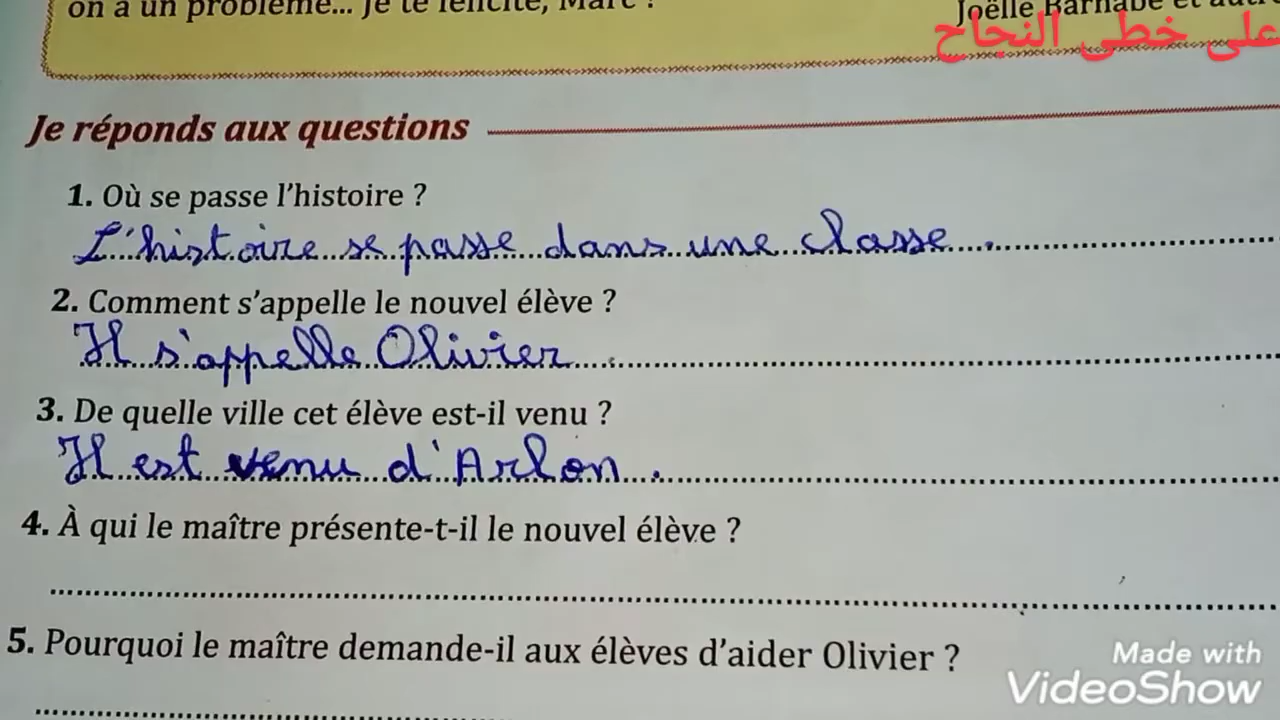 on a un problème... Je te félicite, Marc !
Joëlle Barnabé et autre
على خطى النجاح
Je réponds aux questions
1. Où se passe l'histoire ?
L'histoire se passe dans une classe.
2. Comment s'appelle le nouvel élève ?
Il s'appelle Olivier
3. De quelle ville cet élève est-il venu ?
Il est venu d'Arlon.
4. À qui le maître présente-t-il le nouvel élève ?
5. Pourquoi le maître demande-il aux élèves d'aider Olivier ?
Made with
VideoShow